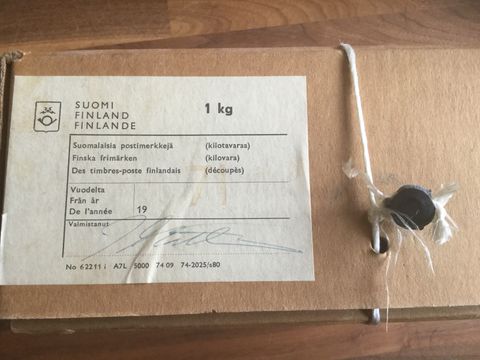 SUOMI
FINLAND
FINLANDE
1 kg
Suomalaisia postimerkkejä (kilotavaraa)
Finska frimärken (kilovara)
Des timbres-poste finlandais (découpés)
Vuodelta
Från år
De l'année 19
Valmistanut
No 62211 i A7L 5000 74 09 74-2025/s80